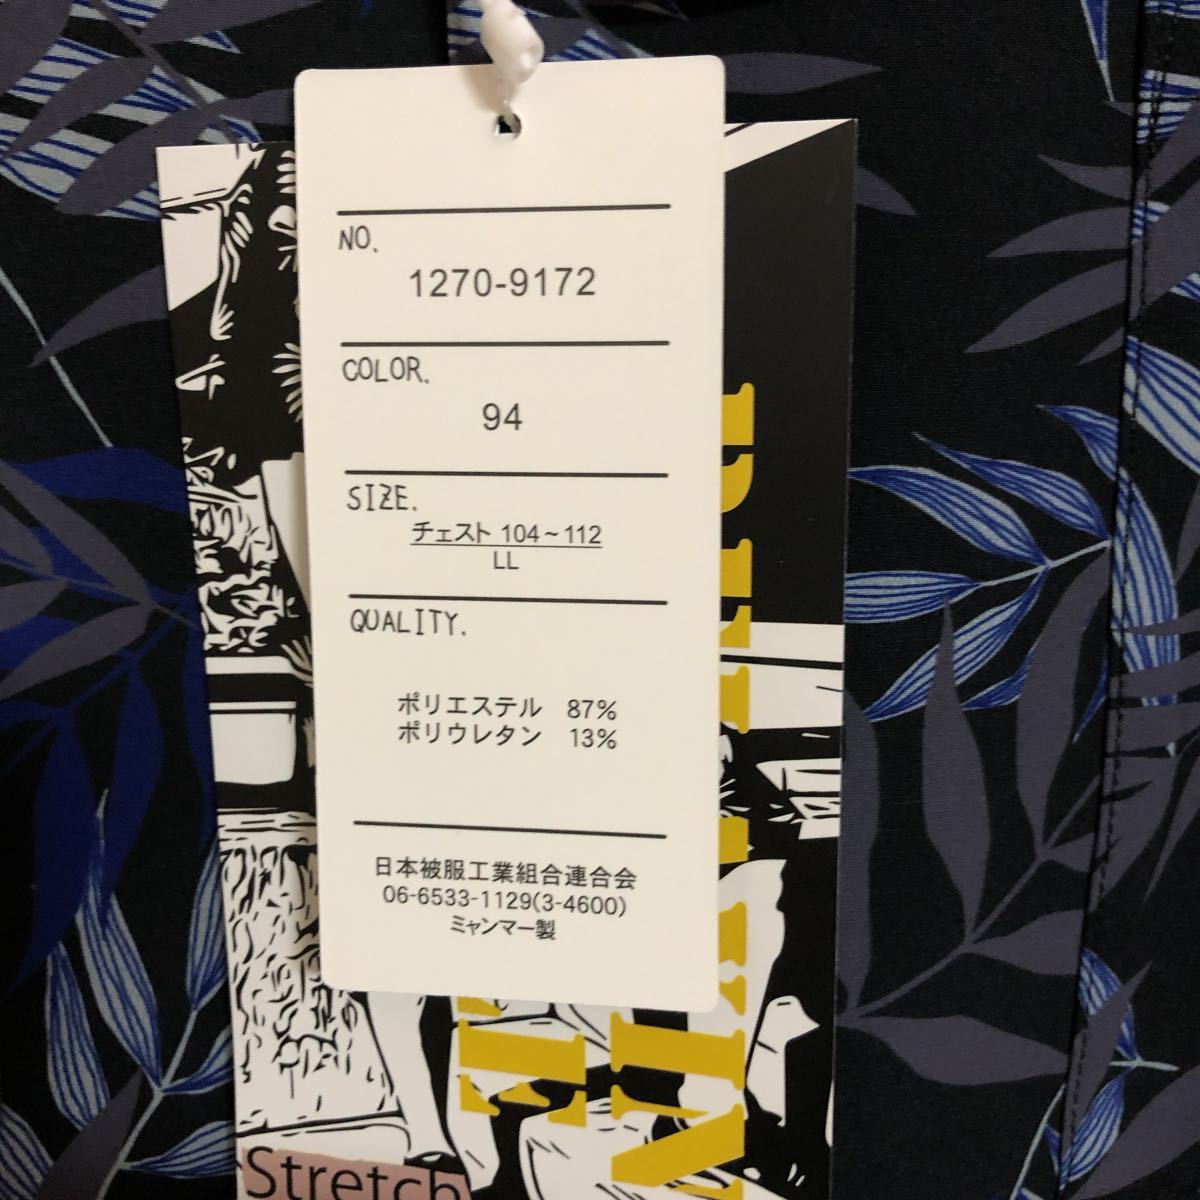 NO.
1270-9172
COLOR.
94
SIZE.
チェスト 104~112
LL
QUALITY.
ポリエステル 87%
ポリウレタン 13%
日本被服工業組合連合会
06-6533-1129(3-4600)
ミャンマー製
Stretch